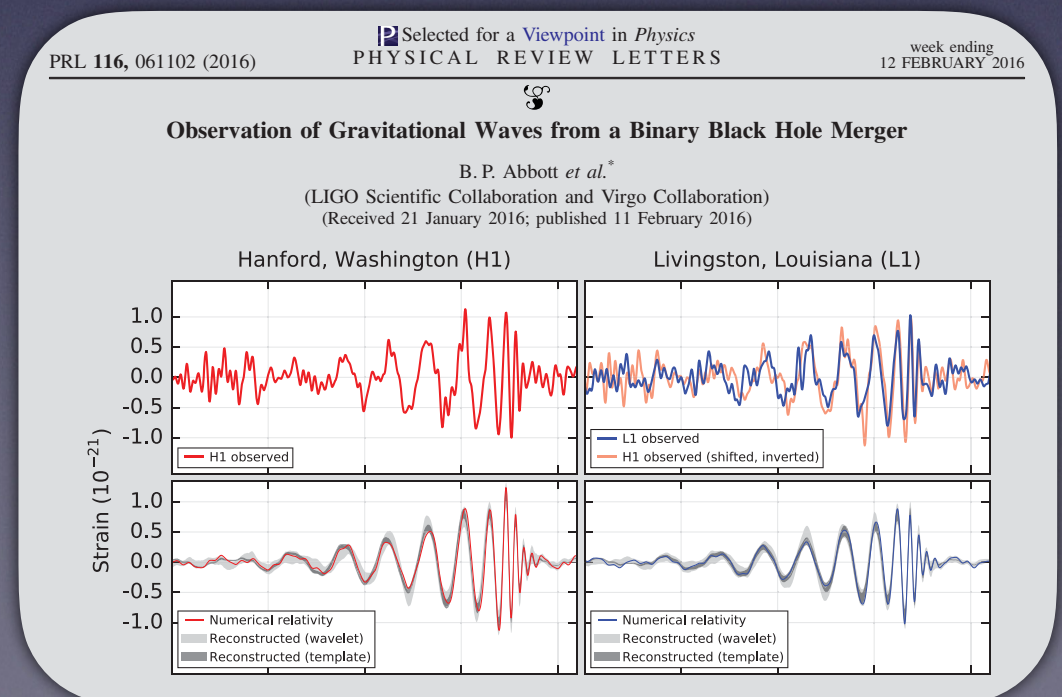 Selected for a Viewpoint in Physics
PRL 116, 061102 (2016)
PHYSICAL REVIEW LETTERS
week ending
12 FEBRUARY 2016
Observation of Gravitational Waves from a Binary Black Hole Merger
B. P. Abbott et al.*
(LIGO Scientific Collaboration and Virgo Collaboration)
(Received 21 January 2016; published 11 February 2016)
Hanford, Washington (H1)
Livingston, Louisiana (L1)
1.0
0.5
0.0
-0.5
-1.0
H1 observed
L1 observed
H1 observed (shifted, inverted)
Strain (10⁻²¹)
1.0
0.5
0.0
-0.5
-1.0
Numerical relativity
Reconstructed (wavelet)
Reconstructed (template)
Numerical relativity
Reconstructed (wavelet)
Reconstructed (template)